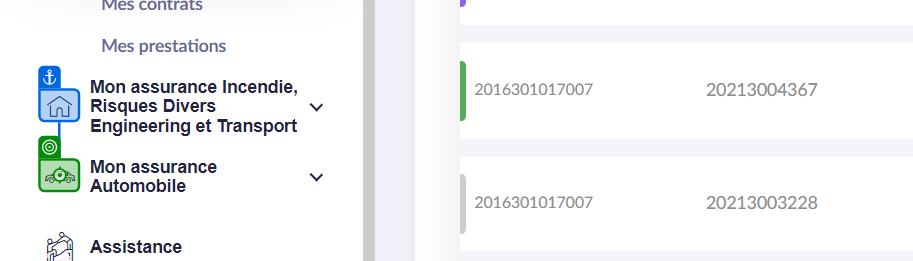 Mes contrats
Mes prestations
Mon assurance Incendie,
Risques Divers
Engineering et Transport
Mon assurance
Automobile
Assistance
2016301017007 20213004367
2016301017007 20213003228